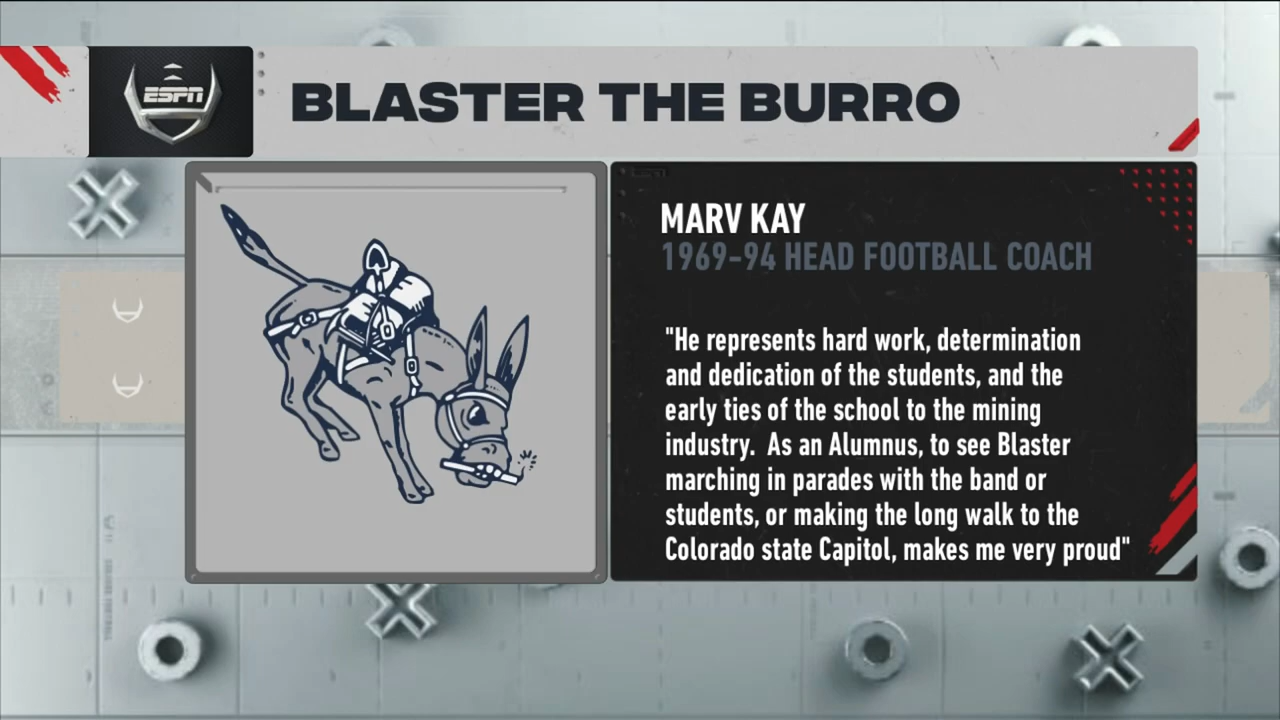 ESPN
BLASTER THE BURRO
MARV KAY
1969-94 HEAD FOOTBALL COACH
"He represents hard work, determination
and dedication of the students, and the
early ties of the school to the mining
industry.  As an Alumnus, to see Blaster
marching in parades with the band or
students, or making the long walk to the
Colorado state Capitol, makes me very proud"